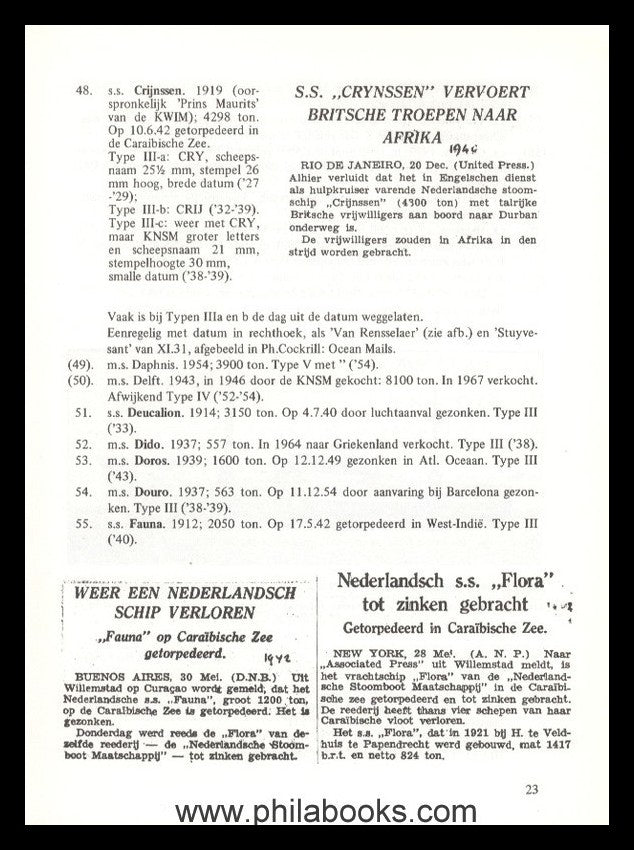 48. s.s. Crijnssen. 1919 (oor-
spronkelijk 'Prins Maurits'
van de KWIM); 4298 ton.
Op 10.6.42 getorpedeerd in
de Caraibische Zee.
Type III-a: CRY, scheeps-
naam 25½ mm, stempel 26
mm hoog, brede datum ('27
-'29);
Type III-b: CRIJ ('32-'39).
Type III-c: weer met CRY,
maar KNSM groter letters
en scheepsnaam 21 mm,
stempelhoogte 30 mm,
smalle datum ('38-'39).
S.S. „CRYNSSEN” VERVOERT
BRITSCHE TROEPEN NAAR
AFRIKA
RIO DE JANEIRO, 20 Dec. (United Press.)
Alhier verluidt dat het in Engelschen dienst
als hulpkruiser varende Nederlandsche stoom-
schip „Crijnssen” (4300 ton) met talrijke
Britsche vrijwilligers aan boord naar Durban
onderweg is.
De vrijwilligers zouden in Afrika in den
strijd worden gebracht.
Vaak is bij Typen IIIa en b de dag uit de datum weggelaten.
Eenregelig met datum in rechthoek, als 'Van Rensselaer' (zie afb.) en 'Stuyve-
sant' van XI.31, afgebeeld in Ph.Cockrill: Ocean Mails.
(49). m.s. Daphnis. 1954; 3900 ton. Type V met ” ('54).
(50). m.s. Delft. 1943, in 1946 door de KNSM gekocht: 8100 ton. In 1967 verkocht.
Afwijkend Type IV ('52-'54).
51. s.s. Deucalion. 1914; 3150 ton. Op 4.7.40 door luchtaanval gezonken. Type III
('33).
52. m.s. Dido. 1937; 557 ton. In 1964 naar Griekenland verkocht. Type III ('38).
53. m.s. Doros. 1939; 1600 ton. Op 12.12.49 gezonken in Atl. Oceaan. Type III
('43).
54. m.s. Douro. 1937; 563 ton. Op 11.12.54 door aanvaring bij Barcelona gezon-
ken. Type III ('38-'39).
55. s.s. Fauna. 1912; 2050 ton. Op 17.5.42 getorpedeerd in West-Indië. Type III
('40).
WEER EEN NEDERLANDSCH
SCHIP VERLOREN
„Fauna” op Caraïbische Zee
getorpedeerd.
1942
BUENOS AIRES, 30 Mei. (D.N.B.) Uit
Willemstad op Curaçao wordt gemeld, dat het
Nederlandsche s.s. „Fauna”, groot 1200 ton,
op de Caraïbische Zee is getorpedeerd. Het is
gezonken.
Donderdag werd reeds de „Flora” van de-
zelfde reederij — de „Nederlandsche Stoom-
boot Maatschappij” — tot zinken gebracht.
Nederlandsch s.s. „Flora”
tot zinken gebracht
Getorpedeerd in Caraïbische Zee.
NEW YORK, 28 Mei. (A. N. P.) Naar
„Associated Press” uit Willemstad meldt, is
het vrachtschip „Flora” van de „Nederland-
sche Stoomboot Maatschappij” in de Caraïbi-
sche zee getorpedeerd en tot zinken gebracht.
De reederij heeft thans vier schepen van haar
Caraïbische vloot verloren.
Het s.s. „Flora”, dat in 1921 bij H. te Veld-
huis te Papendrecht werd gebouwd, mat 1417
b.r.t. en netto 824 ton.
23
www.philabooks.com